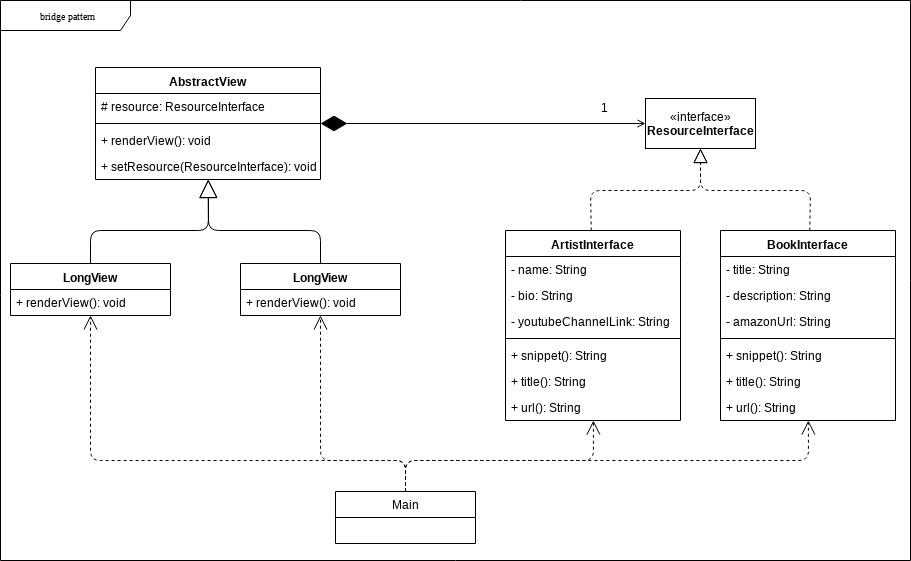 bridge pattern
AbstractView
# resource: ResourceInterface
+ renderView(): void
+ setResource(ResourceInterface): void
1
«interface»
ResourceInterface
LongView
+ renderView(): void
LongView
+ renderView(): void
ArtistInterface
- name: String
- bio: String
- youtubeChannelLink: String
+ snippet(): String
+ title(): String
+ url(): String
BookInterface
- title: String
- description: String
- amazonUrl: String
+ snippet(): String
+ title(): String
+ url(): String
Main